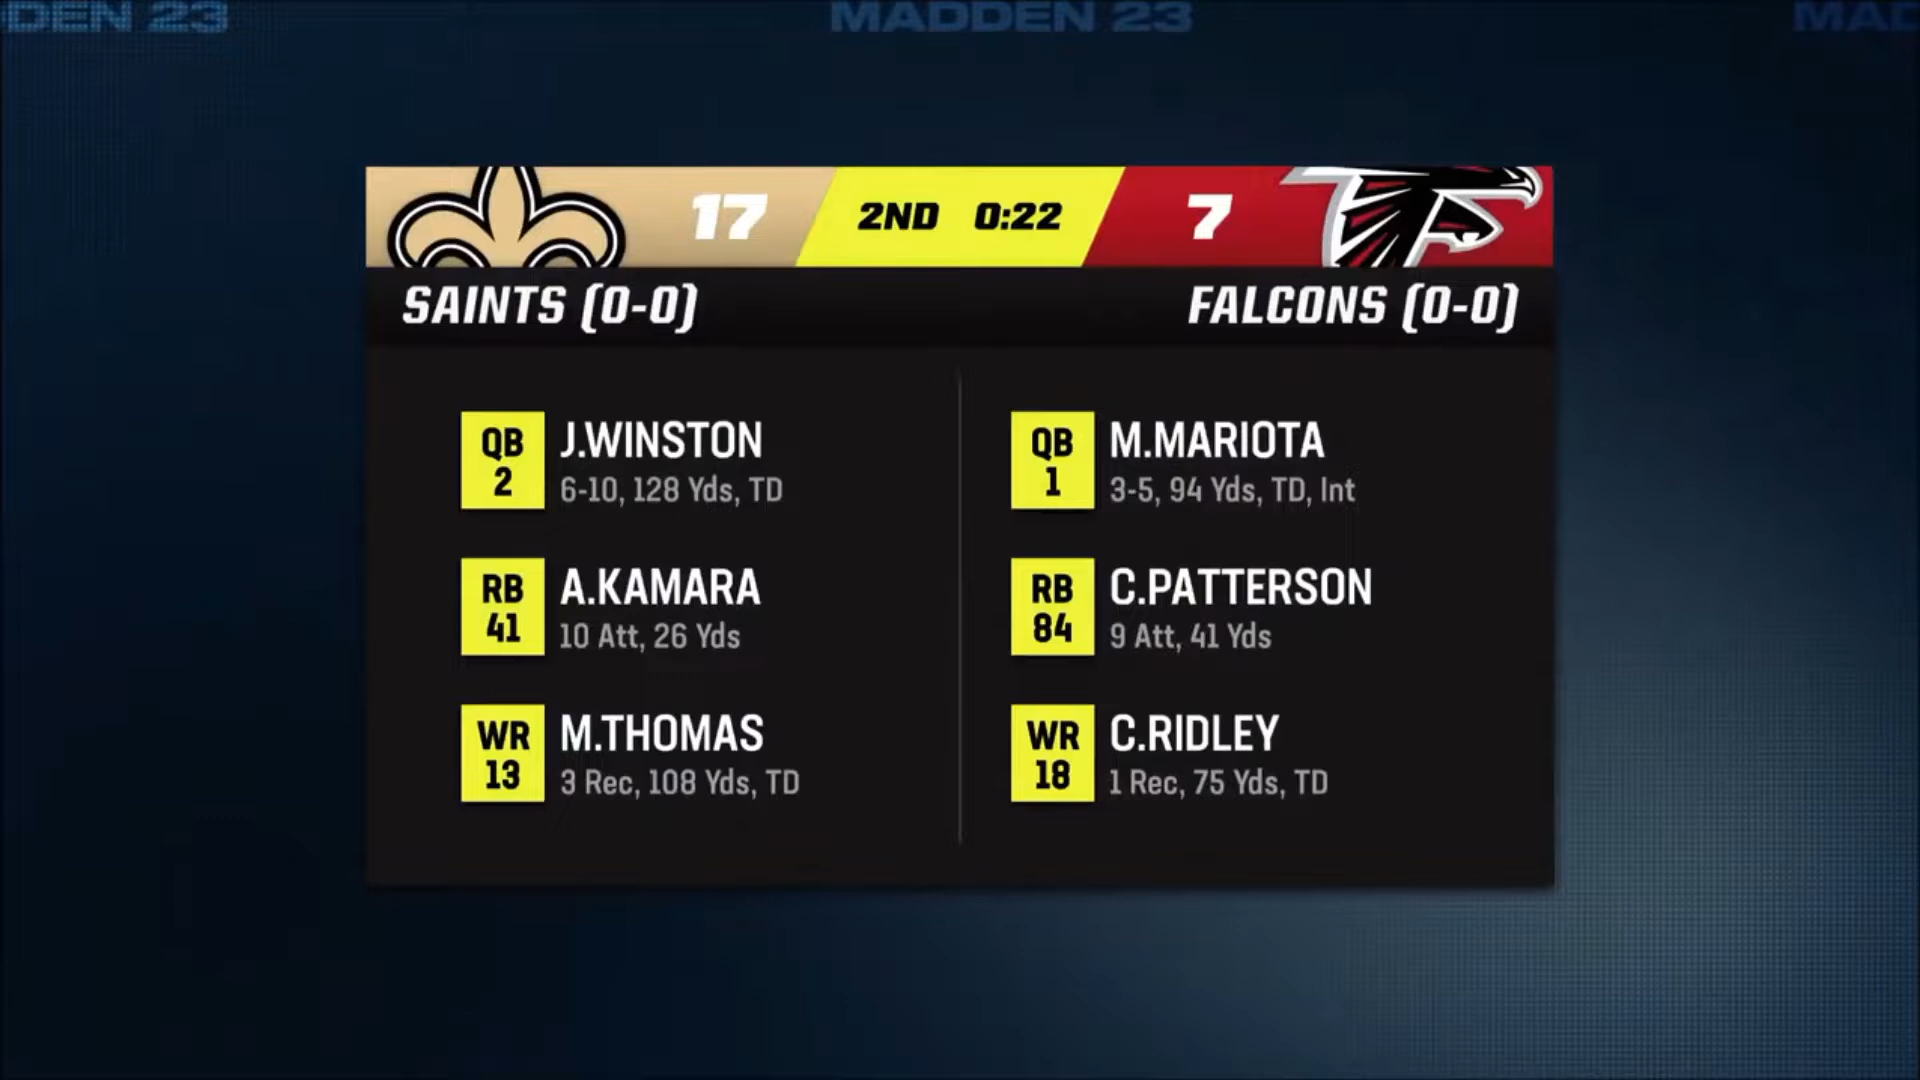 DEN 23 MADDEN 23 MAD
17 2ND 0:22 7
SAINTS (0-0) FALCONS (0-0)
QB 2 J.WINSTON
6-10, 128 Yds, TD
RB 41 A.KAMARA
10 Att, 26 Yds
WR 13 M.THOMAS
3 Rec, 108 Yds, TD
QB 1 M.MARIOTA
3-5, 94 Yds, TD, Int
RB 84 C.PATTERSON
9 Att, 41 Yds
WR 18 C.RIDLEY
1 Rec, 75 Yds, TD